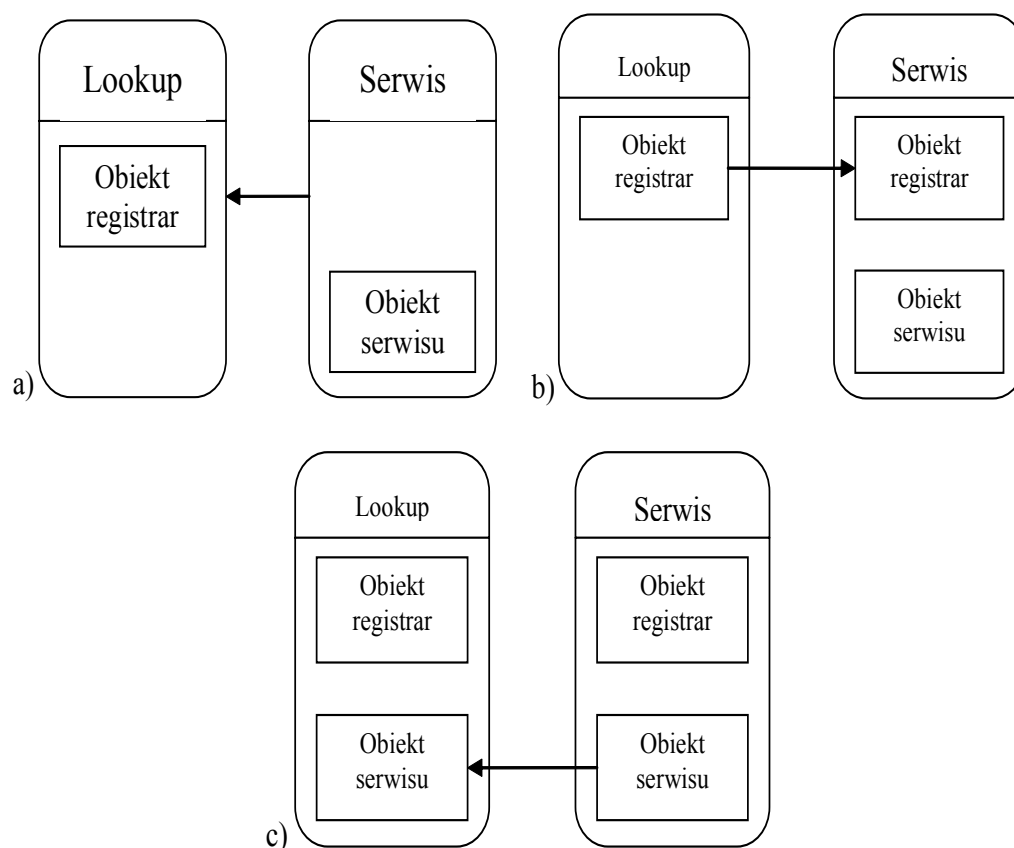 Lookup
Obiekt
registrar
Serwis
Obiekt
serwisu
a)
Lookup
Obiekt
registrar
Serwis
Obiekt
registrar
Obiekt
serwisu
b)
Lookup
Obiekt
registrar
Obiekt
serwisu
Serwis
Obiekt
registrar
Obiekt
serwisu
c)